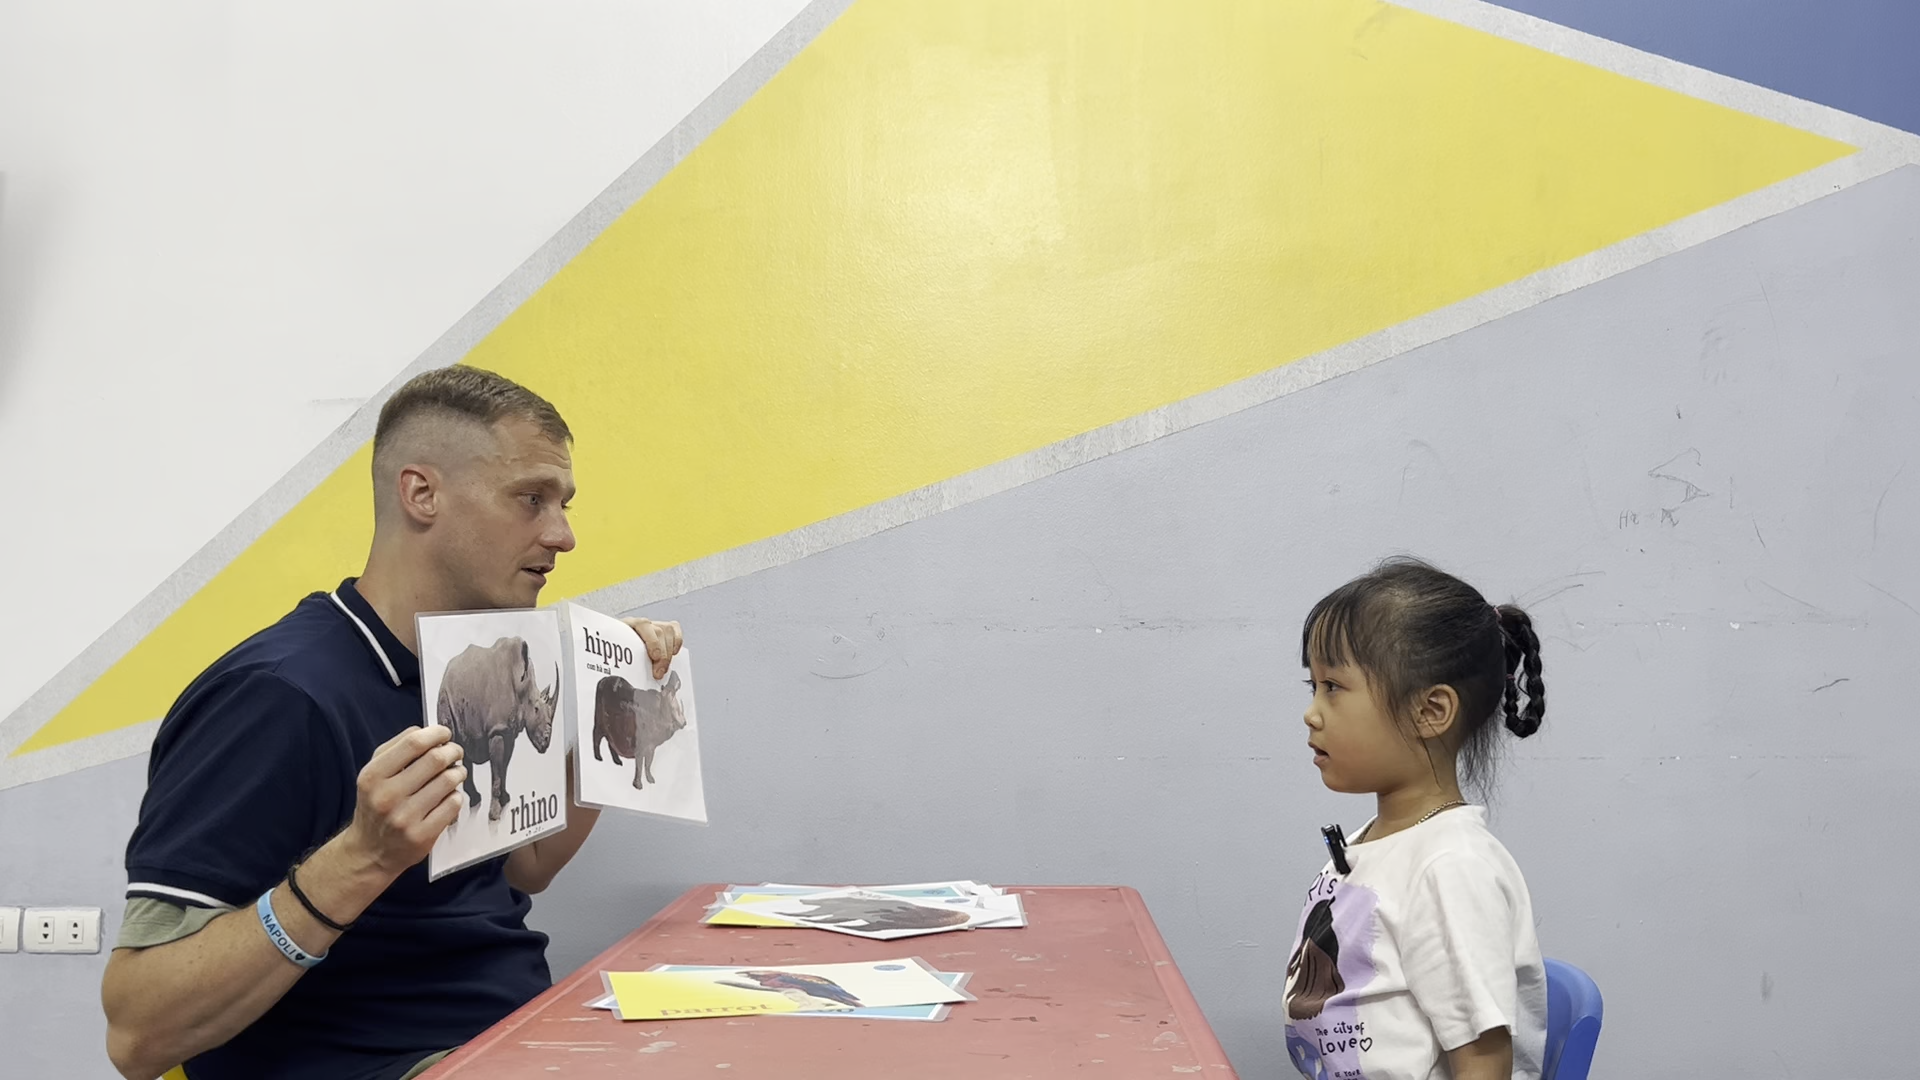 hippo
con hà mã
rhino
NAPOLI
parrot
The city of
Love